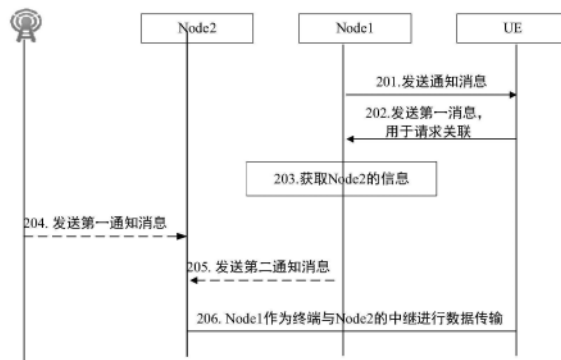 Node2
Node1
UE
201.发送通知消息
202.发送第一消息，
用于请求关联
203.获取Node2的信息
204. 发送第一通知消息
205. 发送第二通知消息
206. Node1作为终端与Node2的中继进行数据传输